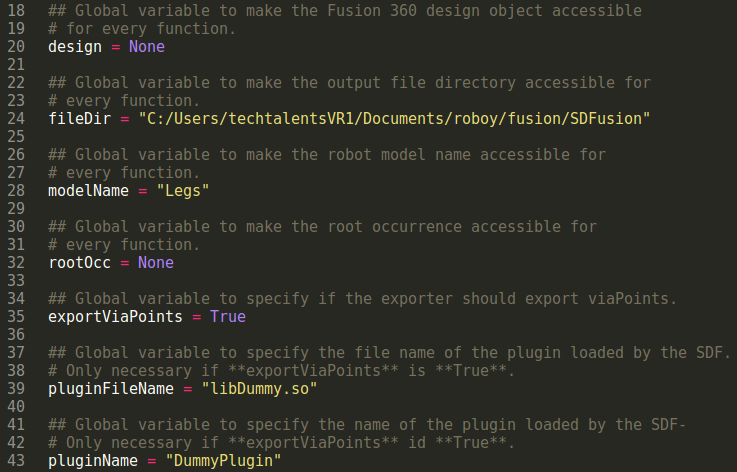 18 ## Global variable to make the Fusion 360 design object accessible
19 # for every function.
20 design = None
21
22 ## Global variable to make the output file directory accessible for
23 # every function.
24 fileDir = "C:/Users/techtalentsVR1/Documents/roboy/fusion/SDFusion"
25
26 ## Global variable to make the robot model name accessible for
27 # every function.
28 modelName = "Legs"
29
30 ## Global variable to make the root occurrence accessible for
31 # every function.
32 rootOcc = None
33
34 ## Global variable to specify if the exporter should export viaPoints.
35 exportViaPoints = True
36
37 ## Global variable to specify the file name of the plugin loaded by the SDF.
38 # Only necessary if **exportViaPoints** is **True**.
39 pluginFileName = "libDummy.so"
40
41 ## Global variable to specify the name of the plugin loaded by the SDF-
42 # Only necessary if **exportViaPoints** id **True**.
43 pluginName = "DummyPlugin"